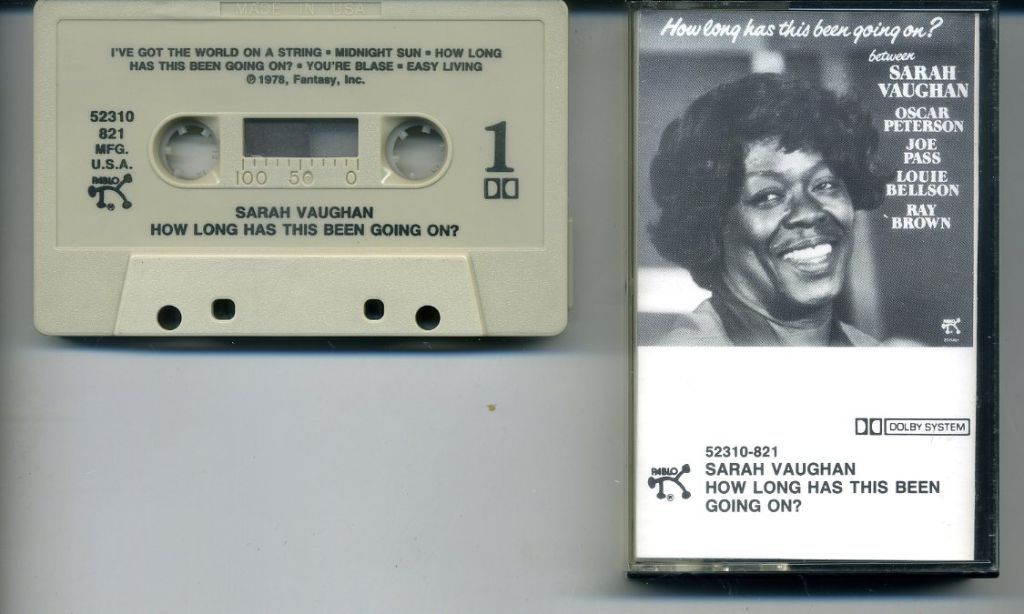 MADE IN USA
I'VE GOT THE WORLD ON A STRING ▪ MIDNIGHT SUN ▪ HOW LONG
HAS THIS BEEN GOING ON? ▪ YOU'RE BLASE ▪ EASY LIVING
℗ 1978, Fantasy, Inc.
52310
821
MFG.
U.S.A.
PABLO
®
100 50 0
1
SARAH VAUGHAN
HOW LONG HAS THIS BEEN GOING ON?
How long has this been going on?
between
SARAH
VAUGHAN
OSCAR
PETERSON
JOE
PASS
LOUIE
BELLSON
RAY
BROWN
PABLO
DOLBY SYSTEM
52310-821
PABLO
®
SARAH VAUGHAN
HOW LONG HAS THIS BEEN
GOING ON?